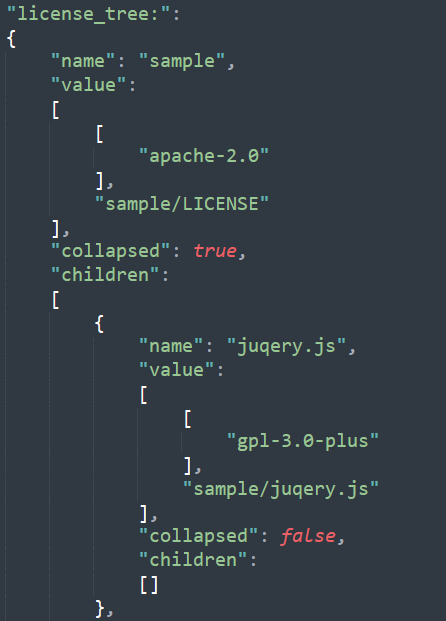 "license_tree:":
{
"name": "sample",
"value":
[
[
"apache-2.0"
],
"sample/LICENSE"
],
"collapsed": true,
"children":
[
{
"name": "juqery.js",
"value":
[
[
"gpl-3.0-plus"
],
"sample/juqery.js"
],
"collapsed": false,
"children":
[]
},